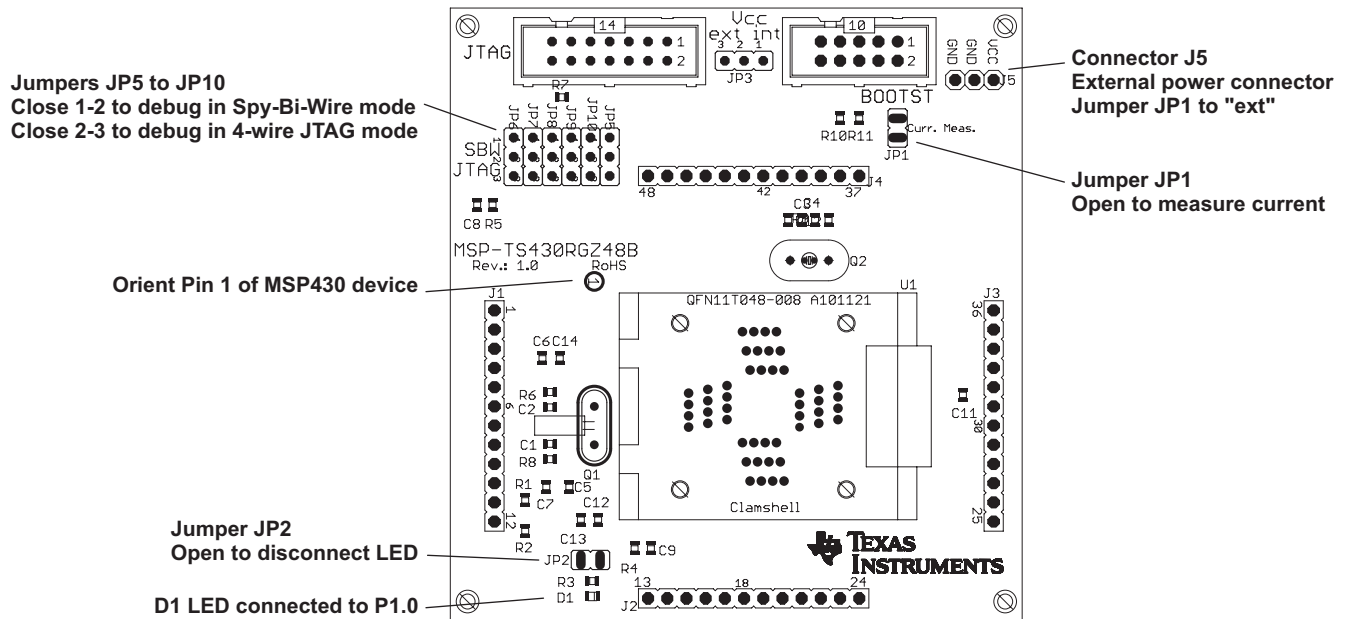 14
Vcc
ext int
3 2 1
JP3
10
JTAG
1
2
1
2
GND
GND
VCC
J5
BOOTST
Connector J5
External power connector
Jumper JP1 to "ext"
Jumpers JP5 to JP10
Close 1-2 to debug in Spy-Bi-Wire mode
Close 2-3 to debug in 4-wire JTAG mode
R7
JP6
JP7
JP8
JP9
JP10
JP5
SBW
JTAG
1
2
3
R10 R11
Curr. Meas.
JP1
Jumper JP1
Open to measure current
48
42
37
J4
C8 R5
C3
C4
MSP-TS430RGZ48B
Rev.: 1.0 RoHS
Q2
Orient Pin 1 of MSP430 device
1
QFN11T048-008 A101121
U1
J1
1
6
12
J3
36
30
25
C6 C14
R6
C2
C1
R8
Q1
R1
C7
C5
C12
R2
C13
C11
Clamshell
Jumper JP2
Open to disconnect LED
JP2
R4
C9
TEXAS
INSTRUMENTS
R3
D1
D1 LED connected to P1.0
J2
13
18
24